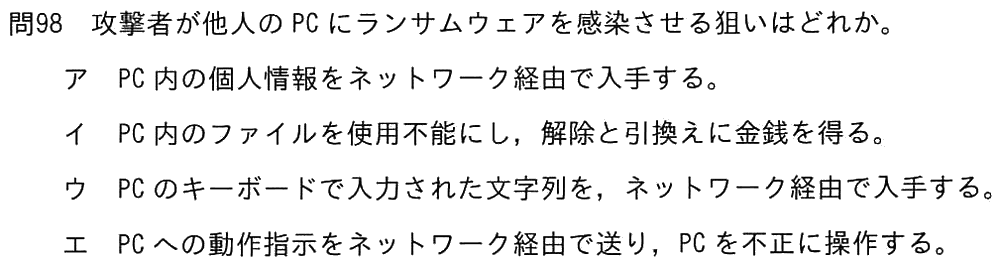 問98 攻撃者が他人の PC にランサムウェアを感染させる狙いはどれか。
ア PC 内の個人情報をネットワーク経由で入手する。
イ PC 内のファイルを使用不能にし，解除と引換えに金銭を得る。
ウ PC のキーボードで入力された文字列を，ネットワーク経由で入手する。
エ PC への動作指示をネットワーク経由で送り，PC を不正に操作する。